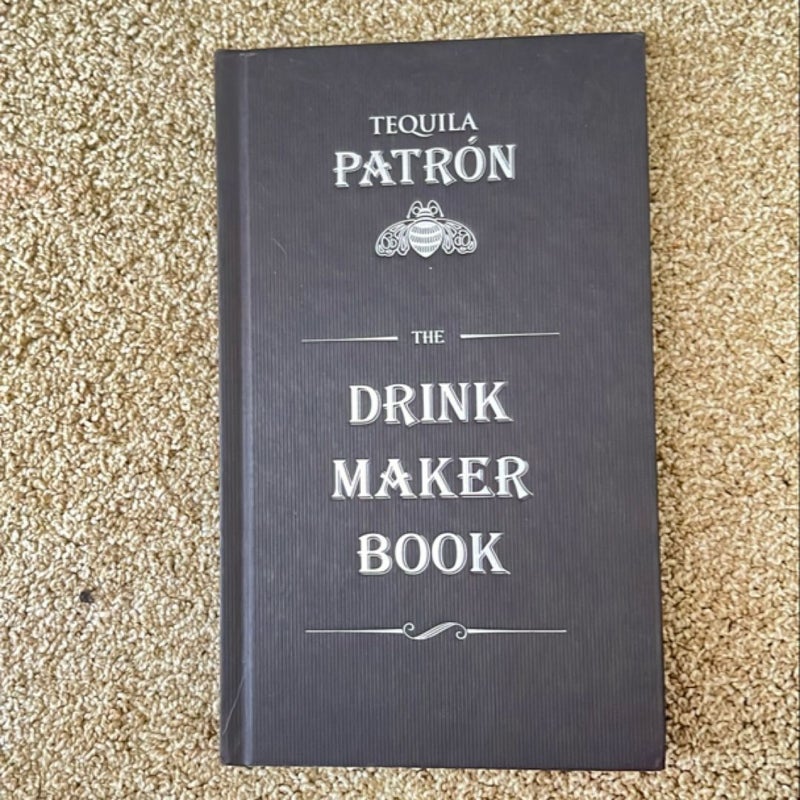 TEQUILA
PATRÓN
THE
DRINK
MAKER
BOOK